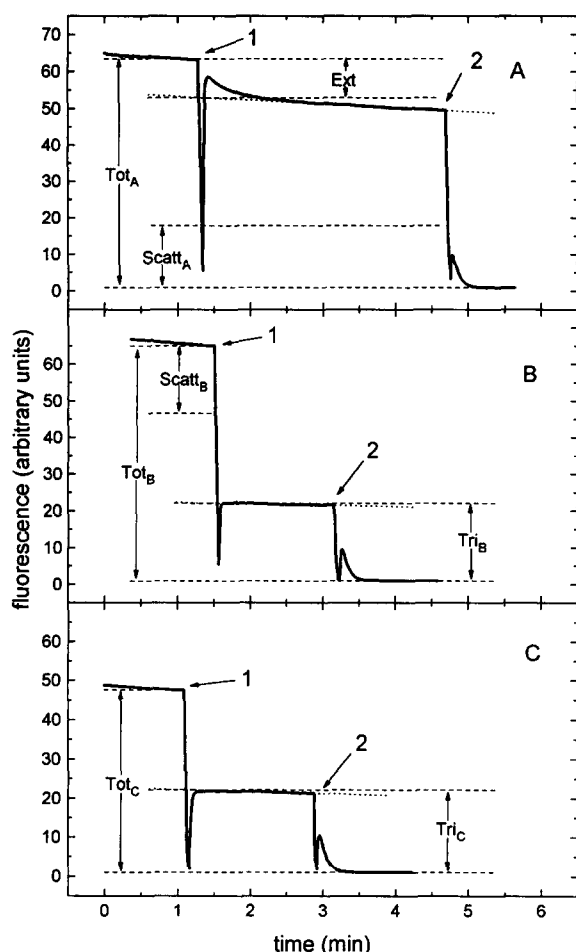 fluorescence (arbitrary units)
70
60
50
40
30
20
10
0
1
2
A
Ext
Tot_A
Scatt_A
60
50
40
30
20
10
0
1
2
B
Scatt_B
Tot_B
Tri_B
60
50
40
30
20
10
0
1
2
C
Tot_C
Tri_C
0 1 2 3 4 5 6
time (min)